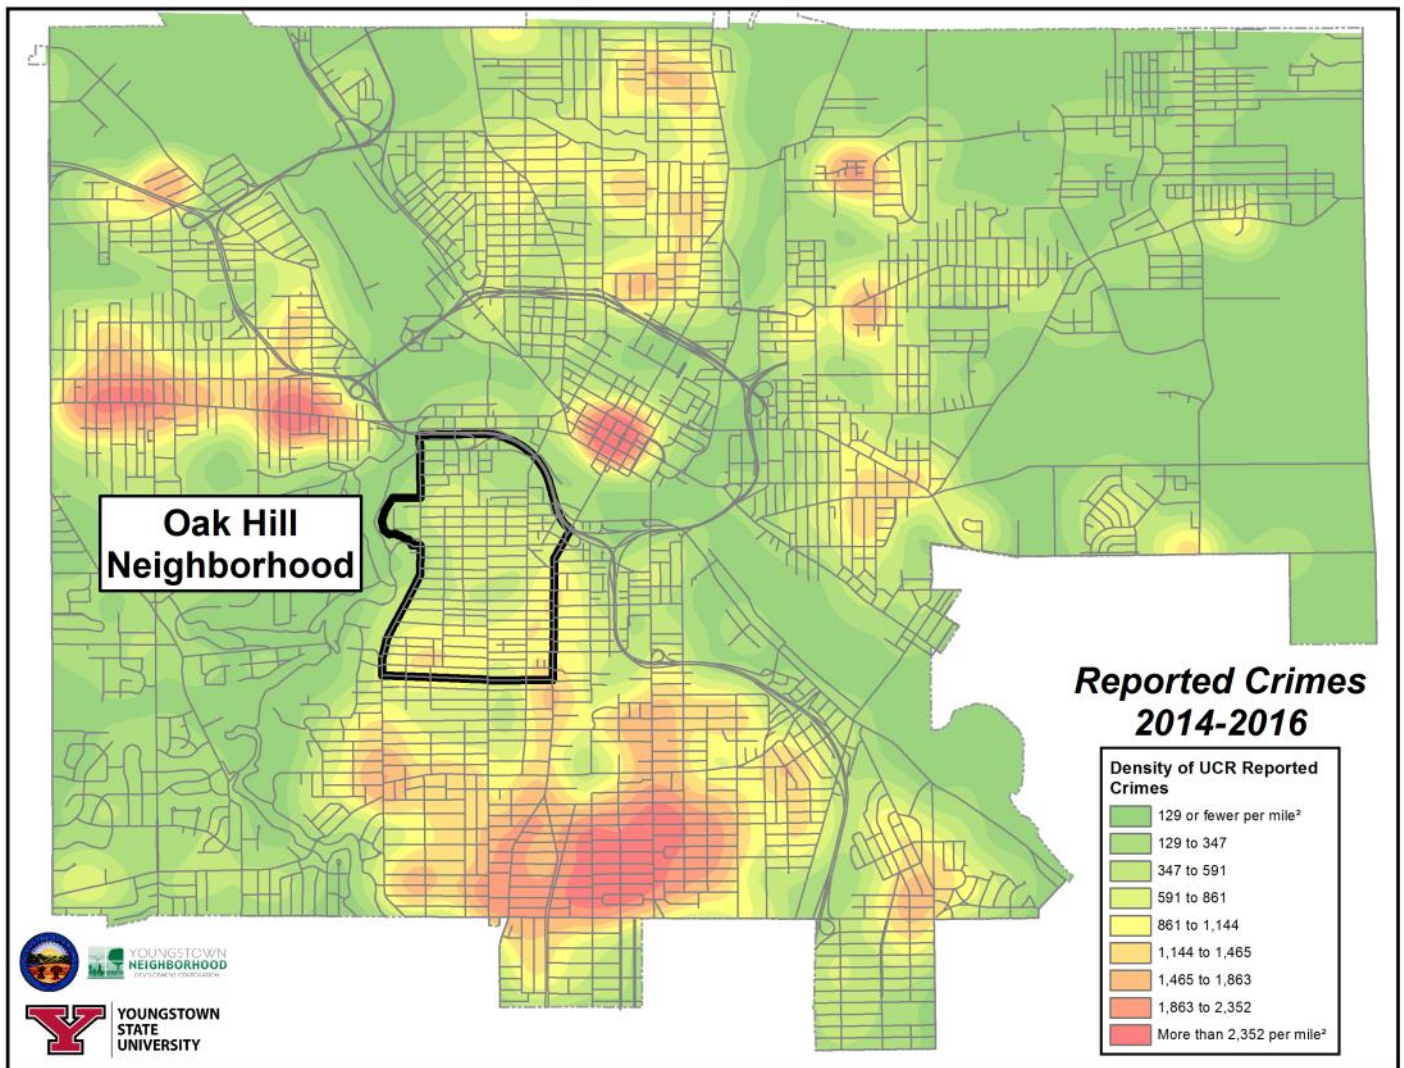 Oak Hill
Neighborhood
Reported Crimes
2014-2016
Density of UCR Reported
Crimes
129 or fewer per mile²
129 to 347
347 to 591
591 to 861
861 to 1,144
1,144 to 1,465
1,465 to 1,863
1,863 to 2,352
More than 2,352 per mile²
YOUNGSTOWN
NEIGHBORHOOD
DEVELOPMENT CORPORATION
Y
YOUNGSTOWN
STATE
UNIVERSITY